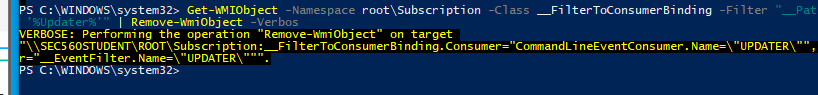 PS C:\WINDOWS\system32> Get-WMIObject -Namespace root\Subscription -Class __FilterToConsumerBinding -Filter "__Pat
'%Updater%'" | Remove-WmiObject -Verbos
VERBOSE: Performing the operation "Remove-WmiObject" on target
"\\SEC560STUDENT\ROOT\Subscription:__FilterToConsumerBinding.Consumer="CommandLineEventConsumer.Name=\"UPDATER\"",
r="__EventFilter.Name=\"UPDATER\""".
PS C:\WINDOWS\system32>